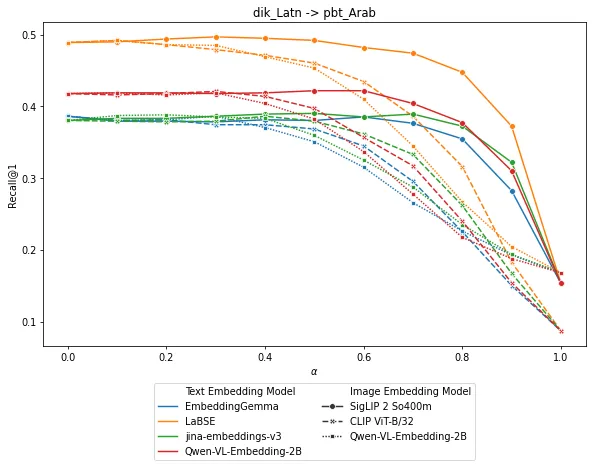 dik_Latn -> pbt_Arab
Recall@1
0.5
0.4
0.3
0.2
0.1
0.0 0.2 0.4 0.6 0.8 1.0
α
Text Embedding Model Image Embedding Model
EmbeddingGemma SigLIP 2 So400m
LaBSE CLIP ViT-B/32
jina-embeddings-v3 Qwen-VL-Embedding-2B
Qwen-VL-Embedding-2B